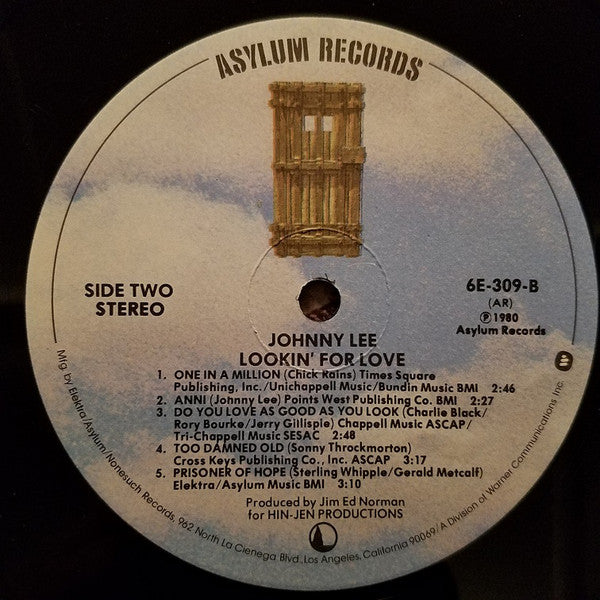 ASYLUM RECORDS
SIDE TWO
STEREO
6E-309-B
(AR)
℗ 1980
Asylum Records
JOHNNY LEE
LOOKIN' FOR LOVE
1. ONE IN A MILLION (Chick Rains) Times Square
Publishing, Inc./Unichappell Music/Bundin Music BMI 2:46
2. ANNI (Johnny Lee) Points West Publishing Co. BMI 2:27
3. DO YOU LOVE AS GOOD AS YOU LOOK (Charlie Black/
Rory Bourke/Jerry Gillispie) Chappell Music ASCAP/
Tri-Chappell Music SESAC 2:48
4. TOO DAMNED OLD (Sonny Throckmorton)
Cross Keys Publishing Co., Inc. ASCAP 3:17
5. PRISONER OF HOPE (Sterling Whipple/Gerald Metcalf)
Elektra/Asylum Music BMI 3:10
Produced by Jim Ed Norman
for HIN-JEN PRODUCTIONS
Mfg. by Elektra/Asylum/Nonesuch Records, 962 North La Cienega Blvd., Los Angeles, California 90069/A Division of Warner Communications Inc.